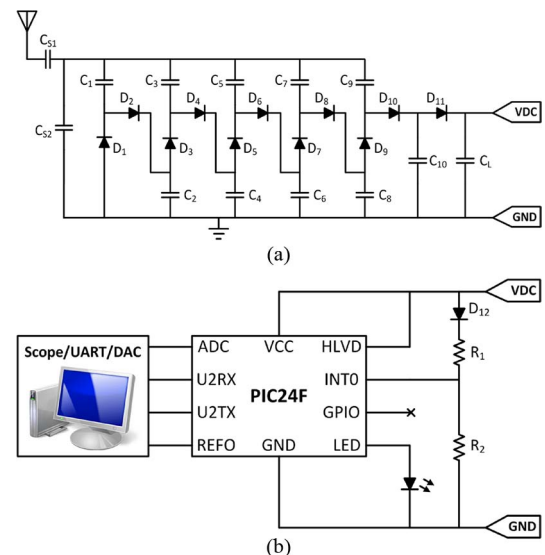 C_S1
C_1 C_3 C_5 C_7 C_9
D_2 D_4 D_6 D_8 D_10 D_11 VDC
C_S2
D_1 D_3 D_5 D_7 D_9
C_10 C_L
C_2 C_4 C_6 C_8
GND
(a)
VDC
D_12
Scope/UART/DAC ADC VCC HLVD
R_1
U2RX INT0
PIC24F
U2TX GPIO
R_2
REFO GND LED
GND
(b)